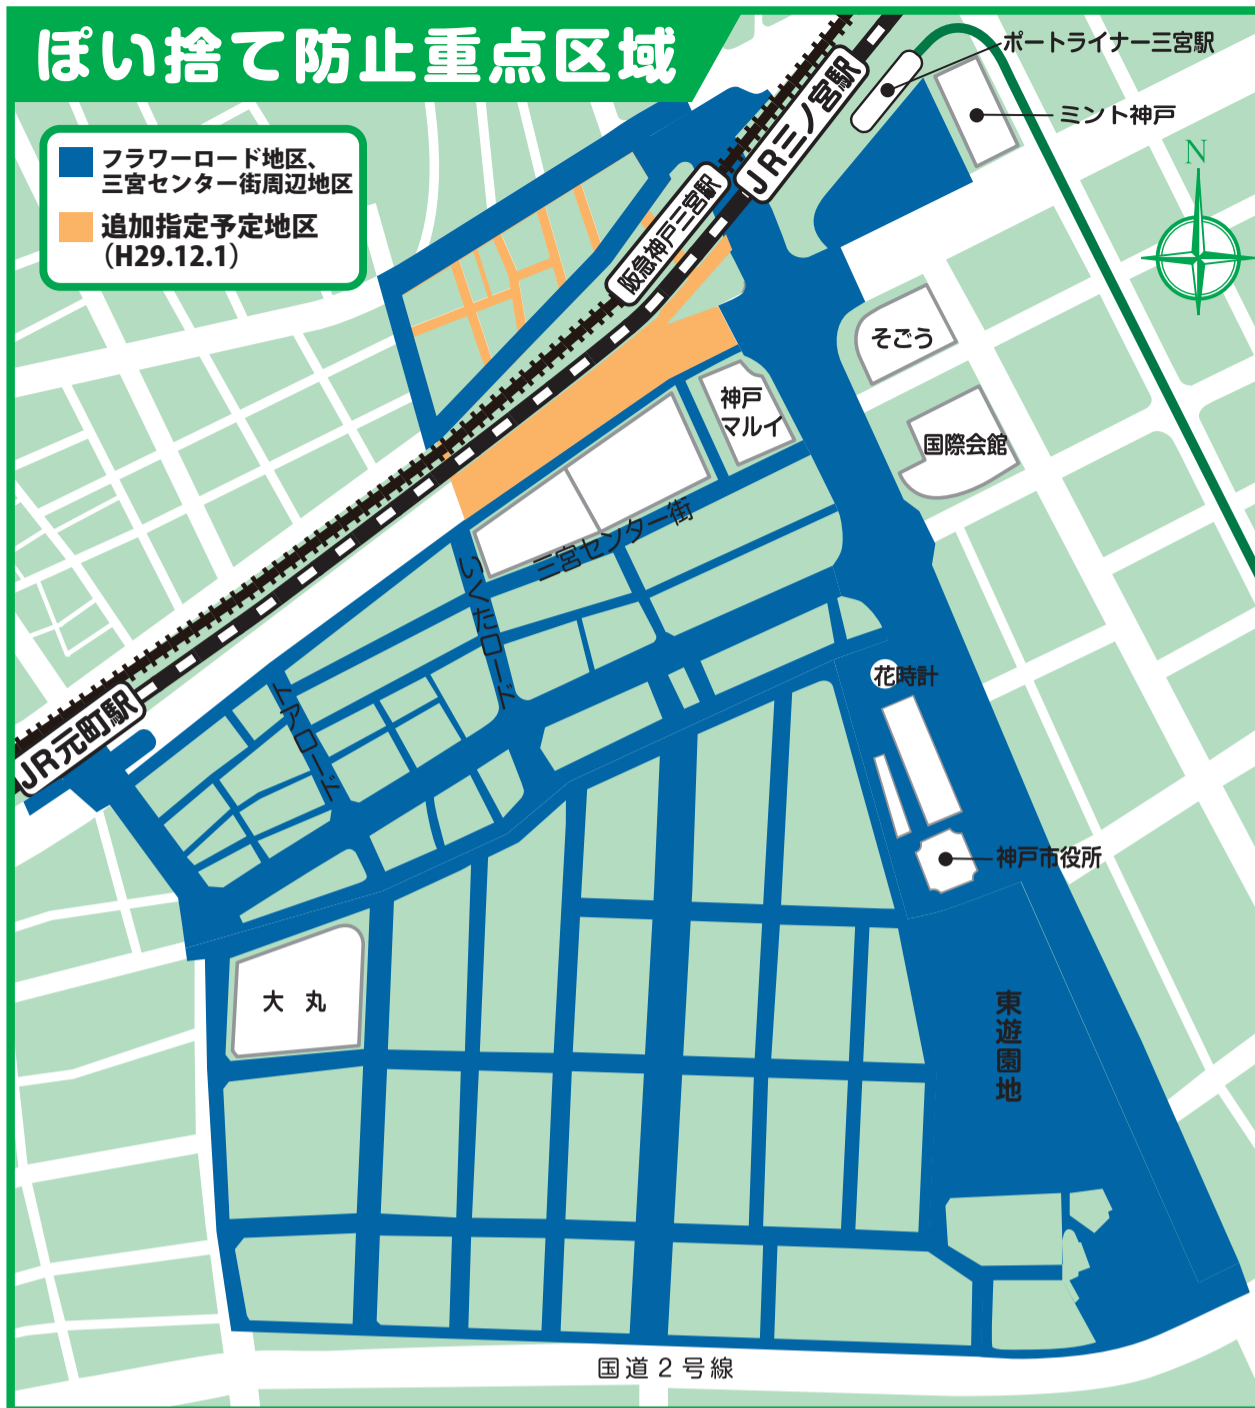 ぽい捨て防止重点区域
フラワーロード地区、
三宮センター街周辺地区
追加指定予定地区
（H29.12.1）
ポートライナー三宮駅
ミント神戸
N
JR三ノ宮駅
阪急神戸三宮駅
そごう
神戸
マルイ
国際会館
三宮センター街
いくたロード
トアロード
JR元町駅
花時計
神戸市役所
大　丸
東遊園地
国道２号線